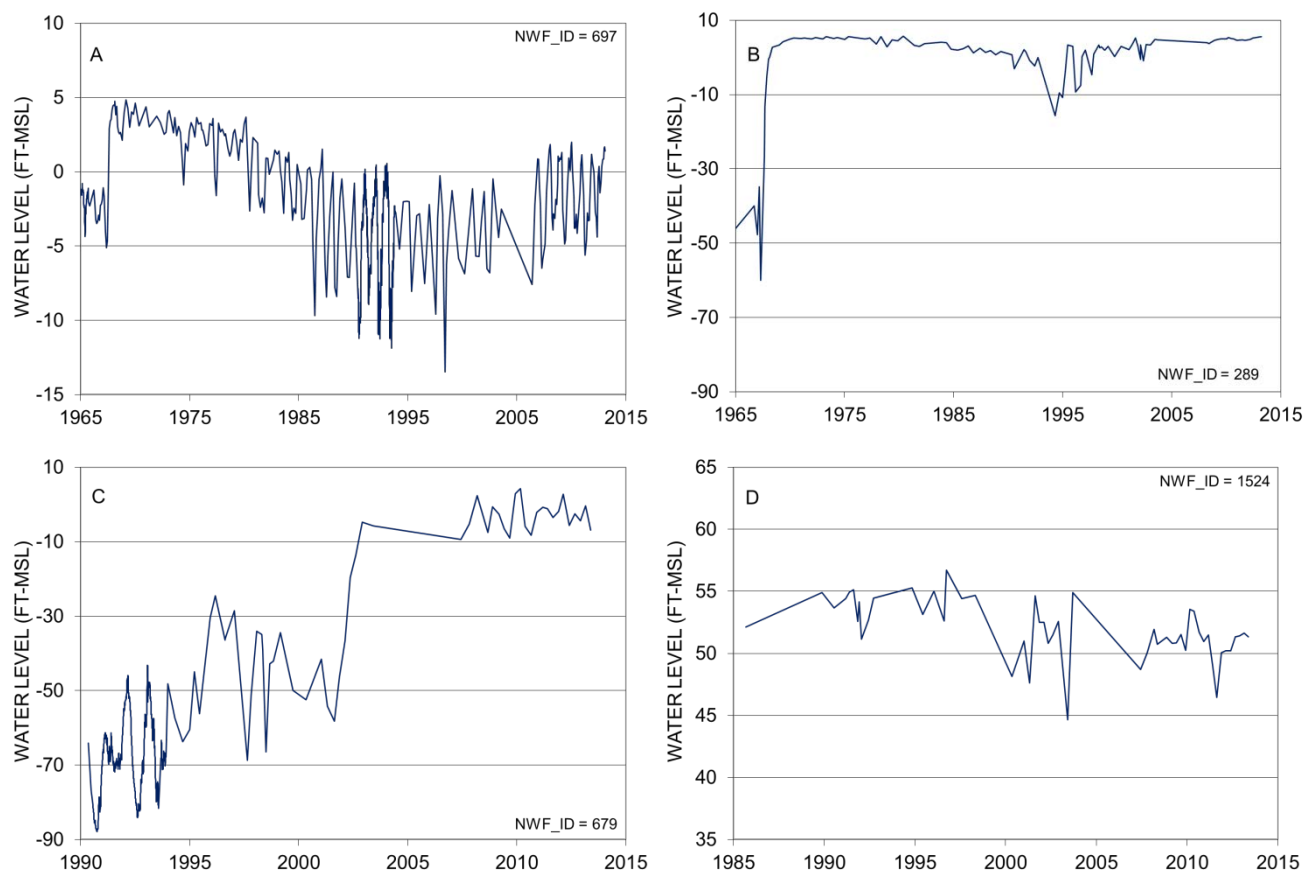 A
NWF_ID = 697
WATER LEVEL (FT-MSL)
10
5
0
-5
-10
-15
1965 1975 1985 1995 2005 2015
B
NWF_ID = 289
WATER LEVEL (FT-MSL)
10
-10
-30
-50
-70
-90
1965 1975 1985 1995 2005 2015
C
NWF_ID = 679
WATER LEVEL (FT-MSL)
10
-10
-30
-50
-70
-90
1990 1995 2000 2005 2010 2015
D
NWF_ID = 1524
WATER LEVEL (FT-MSL)
65
60
55
50
45
40
35
1985 1990 1995 2000 2005 2010 2015